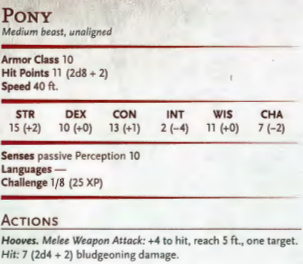 PONY
Medium beast, unaligned
Armor Class 10
Hit Points 11 (2d8 + 2)
Speed 40 ft.
STR DEX CON INT WIS CHA
15 (+2) 10 (+0) 13 (+1) 2 (−4) 11 (+0) 7 (−2)
Senses passive Perception 10
Languages —
Challenge 1/8 (25 XP)
ACTIONS
Hooves. Melee Weapon Attack: +4 to hit, reach 5 ft., one target.
Hit: 7 (2d4 + 2) bludgeoning damage.